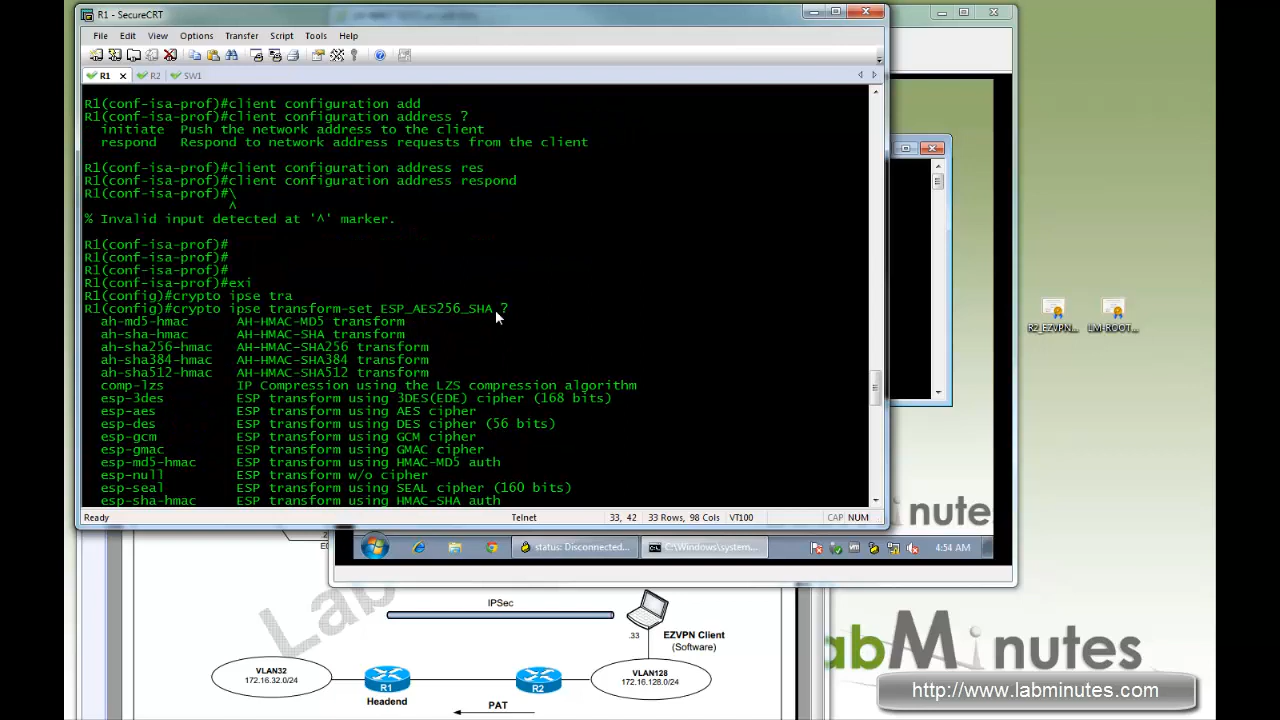 R1 - SecureCRT
File Edit View Options Transfer Script Tools Help
R1 R2 SW1
R1(conf-isa-prof)#client configuration add
R1(conf-isa-prof)#client configuration address ?
initiate Push the network address to the client
respond Respond to network address requests from the client
R1(conf-isa-prof)#client configuration address res
R1(conf-isa-prof)#client configuration address respond
R1(conf-isa-prof)#\
^
% Invalid input detected at '^' marker.
R1(conf-isa-prof)#
R1(conf-isa-prof)#
R1(conf-isa-prof)#
R1(conf-isa-prof)#exi
R1(config)#crypto ipse tra
R1(config)#crypto ipse transform-set ESP_AES256_SHA ?
ah-md5-hmac AH-HMAC-MD5 transform
ah-sha-hmac AH-HMAC-SHA transform
ah-sha256-hmac AH-HMAC-SHA256 transform
ah-sha384-hmac AH-HMAC-SHA384 transform
ah-sha512-hmac AH-HMAC-SHA512 transform
comp-lzs IP Compression using the LZS compression algorithm
esp-3des ESP transform using 3DES(EDE) cipher (168 bits)
esp-aes ESP transform using AES cipher
esp-des ESP transform using DES cipher (56 bits)
esp-gcm ESP transform using GCM cipher
esp-gmac ESP transform using GMAC cipher
esp-md5-hmac ESP transform using HMAC-MD5 auth
esp-null ESP transform w/o cipher
esp-seal ESP transform using SEAL cipher (160 bits)
esp-sha-hmac ESP transform using HMAC-SHA auth
Ready Telnet 33, 42 33 Rows, 98 Cols VT100 CAP NUM
R2_EZVPN... LM-ROOT...
nute
status: Disconnected... C:\Windows\system... 4:54 AM
IPSec
.33
EZVPN Client
(Software)
VLAN32
172.16.32.0/24
R1
Headend
R2
VLAN128
172.16.128.0/24
PAT
Lab
abMinutes
http://www.labminutes.com